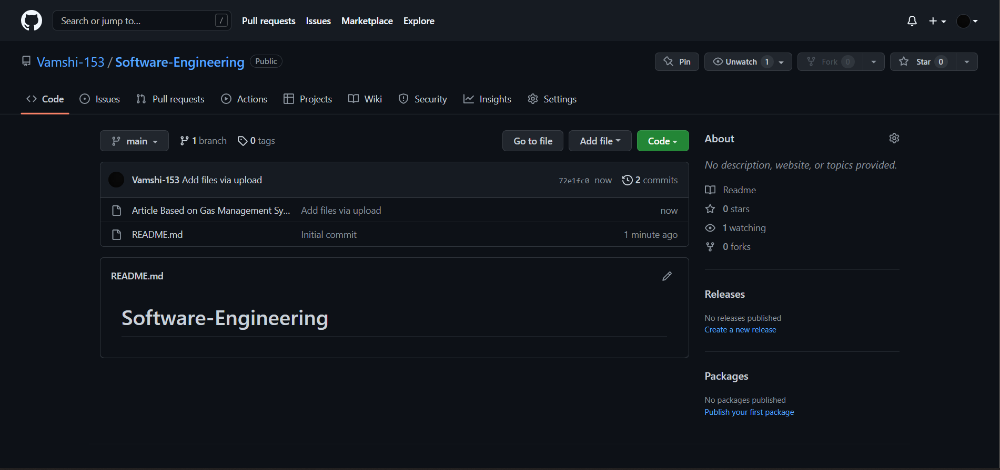 Search or jump to... /
Pull requests Issues Marketplace Explore
Vamshi-153 / Software-Engineering Public
Pin Unwatch 1 Fork 0 Star 0
Code Issues Pull requests Actions Projects Wiki Security Insights Settings
main 1 branch 0 tags
Go to file Add file Code
Vamshi-153 Add files via upload 72e1fc0 now 2 commits
Article Based on Gas Management Sy... Add files via upload now
README.md Initial commit 1 minute ago
README.md
Software-Engineering
About
No description, website, or topics provided.
Readme
0 stars
1 watching
0 forks
Releases
No releases published
Create a new release
Packages
No packages published
Publish your first package